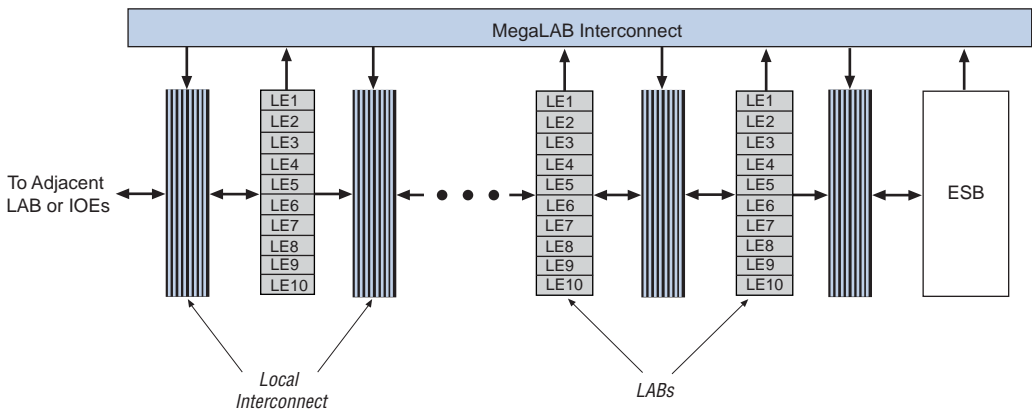 MegaLAB Interconnect
LE1
LE2
LE3
LE4
LE5
LE6
LE7
LE8
LE9
LE10
LE1
LE2
LE3
LE4
LE5
LE6
LE7
LE8
LE9
LE10
LE1
LE2
LE3
LE4
LE5
LE6
LE7
LE8
LE9
LE10
To Adjacent
LAB or IOEs
ESB
Local
Interconnect
LABs